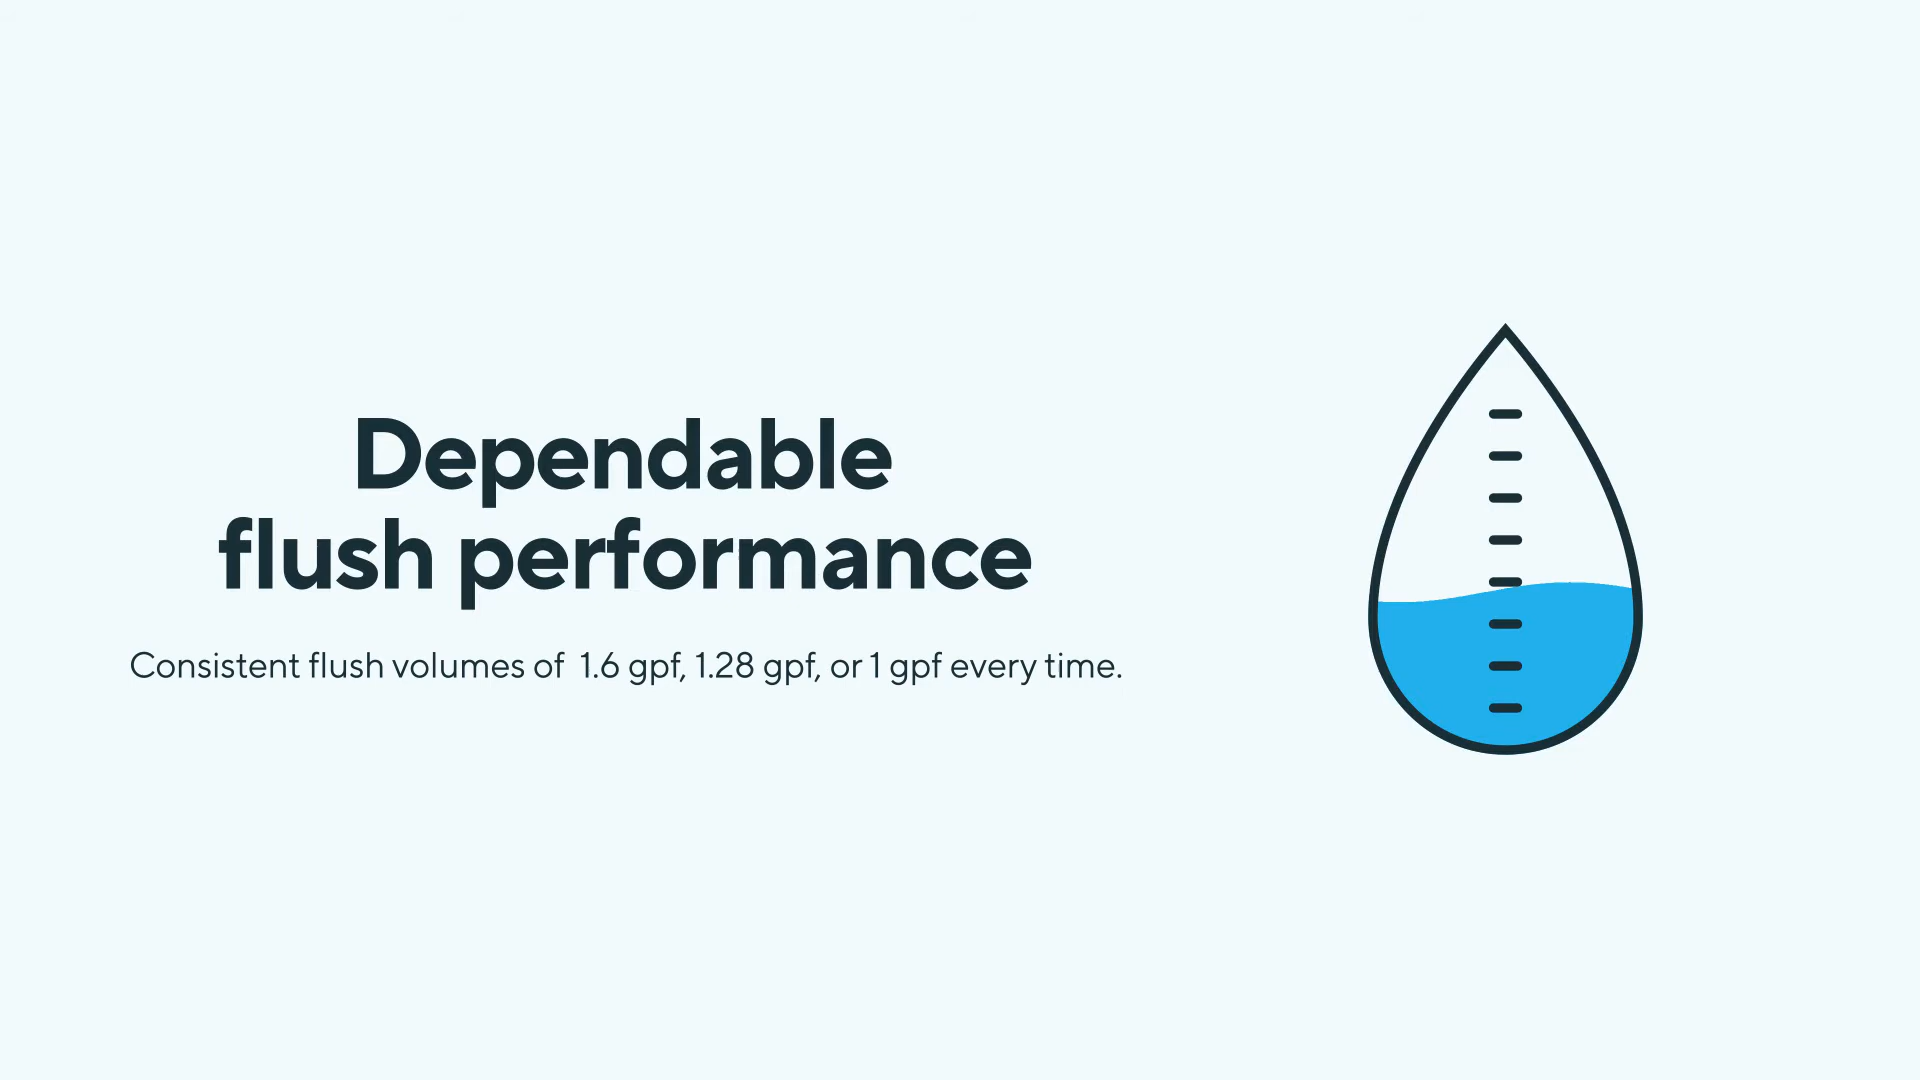 Dependable
flush performance
Consistent flush volumes of 1.6 gpf, 1.28 gpf, or 1 gpf every time.